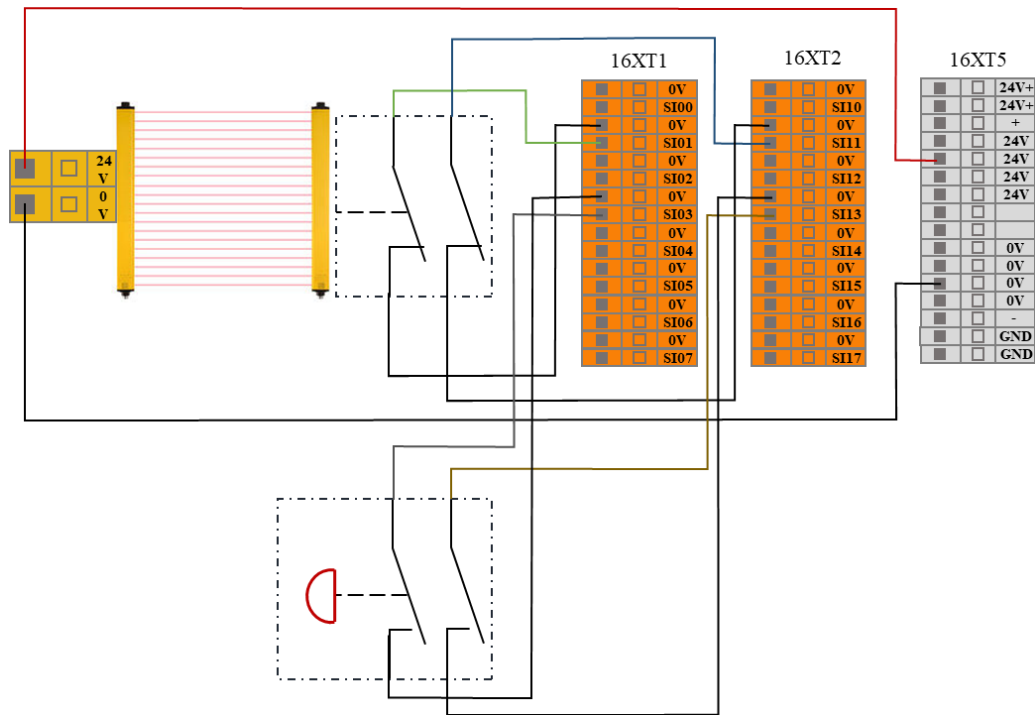 16XT1
16XT2
16XT5
24
V
0
V
0V
SI00
0V
SI01
0V
SI02
0V
SI03
0V
SI04
0V
SI05
0V
SI06
0V
SI07
0V
SI10
0V
SI11
0V
SI12
0V
SI13
0V
SI14
0V
SI15
0V
SI16
0V
SI17
24V+
24V+
+
24V
24V
24V
24V
0V
0V
0V
0V
-
GND
GND